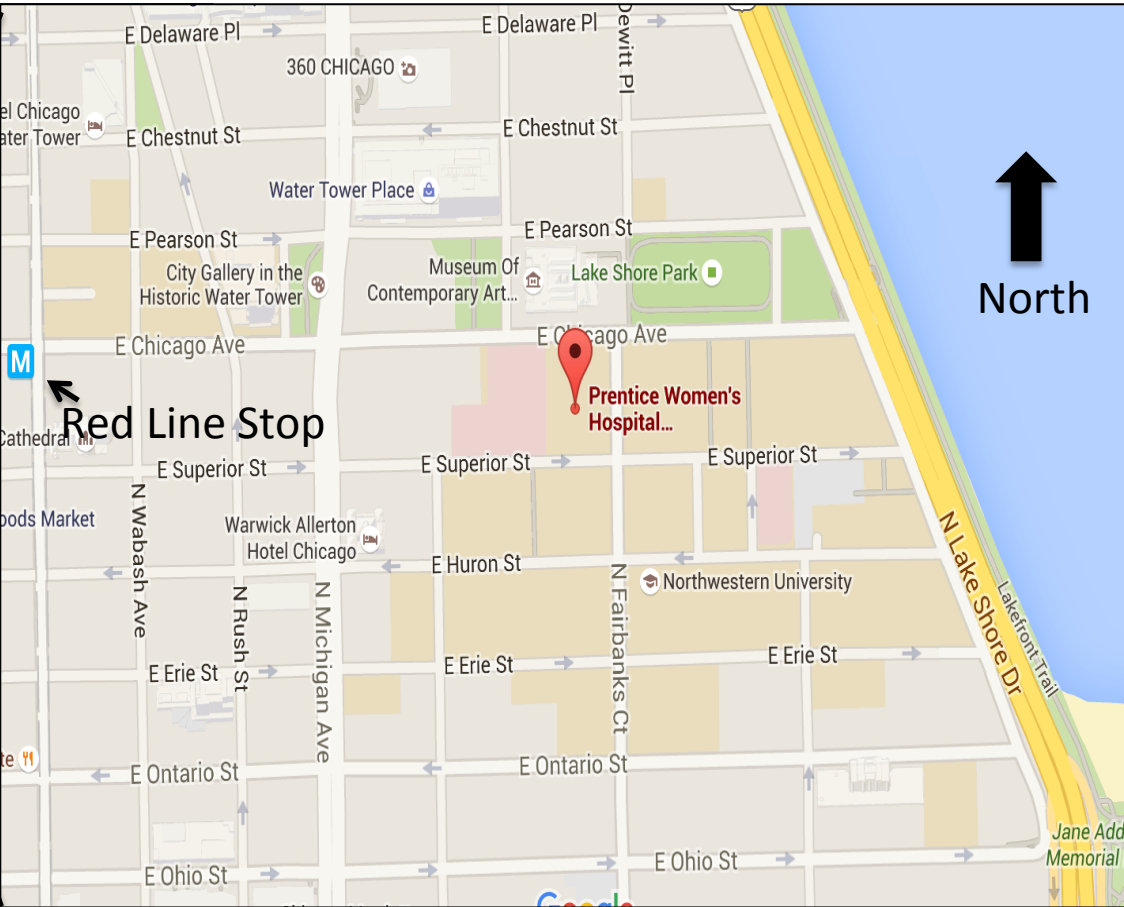 E Delaware Pl
E Delaware Pl
Dewitt Pl
360 CHICAGO
el Chicago
ater Tower
E Chestnut St
E Chestnut St
Water Tower Place
E Pearson St
E Pearson St
City Gallery in the
Historic Water Tower
Museum Of
Contemporary Art...
Lake Shore Park
North
E Chicago Ave
E Chicago Ave
M
Red Line Stop
Prentice Women's
Hospital...
Cathedral
E Superior St
E Superior St
E Superior St
oods Market
N Wabash Ave
Warwick Allerton
Hotel Chicago
E Huron St
Northwestern University
N Lake Shore Dr
Lakefront Trail
N Rush St
N Michigan Ave
N Fairbanks Ct
E Erie St
E Erie St
E Erie St
te
E Ontario St
E Ontario St
Jane Add
Memorial
E Ohio St
E Ohio St
Google